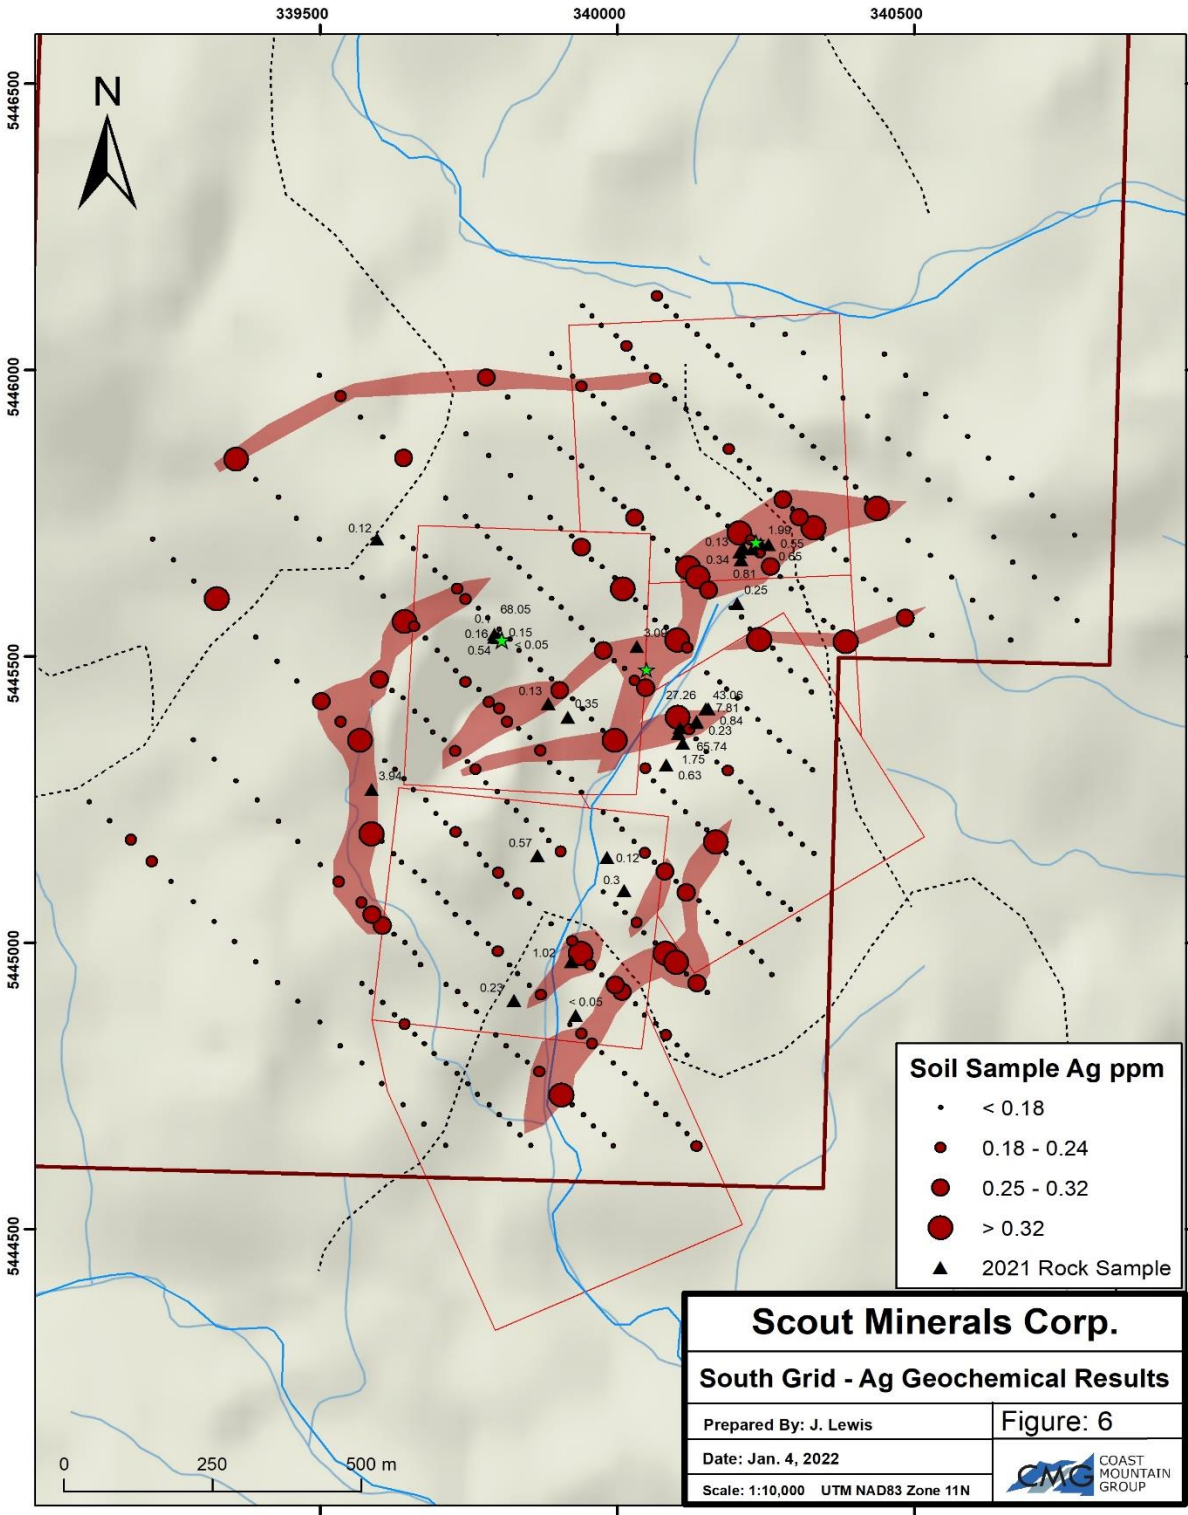 339500 340000 340500
5446500
N
5446000
0.12
1.99
0.13
0.55
0.65
0.34
0.81
0.25
68.05
0.1
0.16
0.15
0.54
< 0.05
3.09
5445500
0.13
0.35
27.26
43.06
7.81
0.84
0.23
65.74
1.75
0.63
3.94
0.57
0.12
0.3
5445000
1.02
0.23
< 0.05
Soil Sample Ag ppm
< 0.18
0.18 - 0.24
0.25 - 0.32
> 0.32
2021 Rock Sample
5444500
Scout Minerals Corp.
South Grid - Ag Geochemical Results
Prepared By: J. Lewis
Figure: 6
Date: Jan. 4, 2022
Scale: 1:10,000 UTM NAD83 Zone 11N
CMG
COAST
MOUNTAIN
GROUP
0 250 500 m